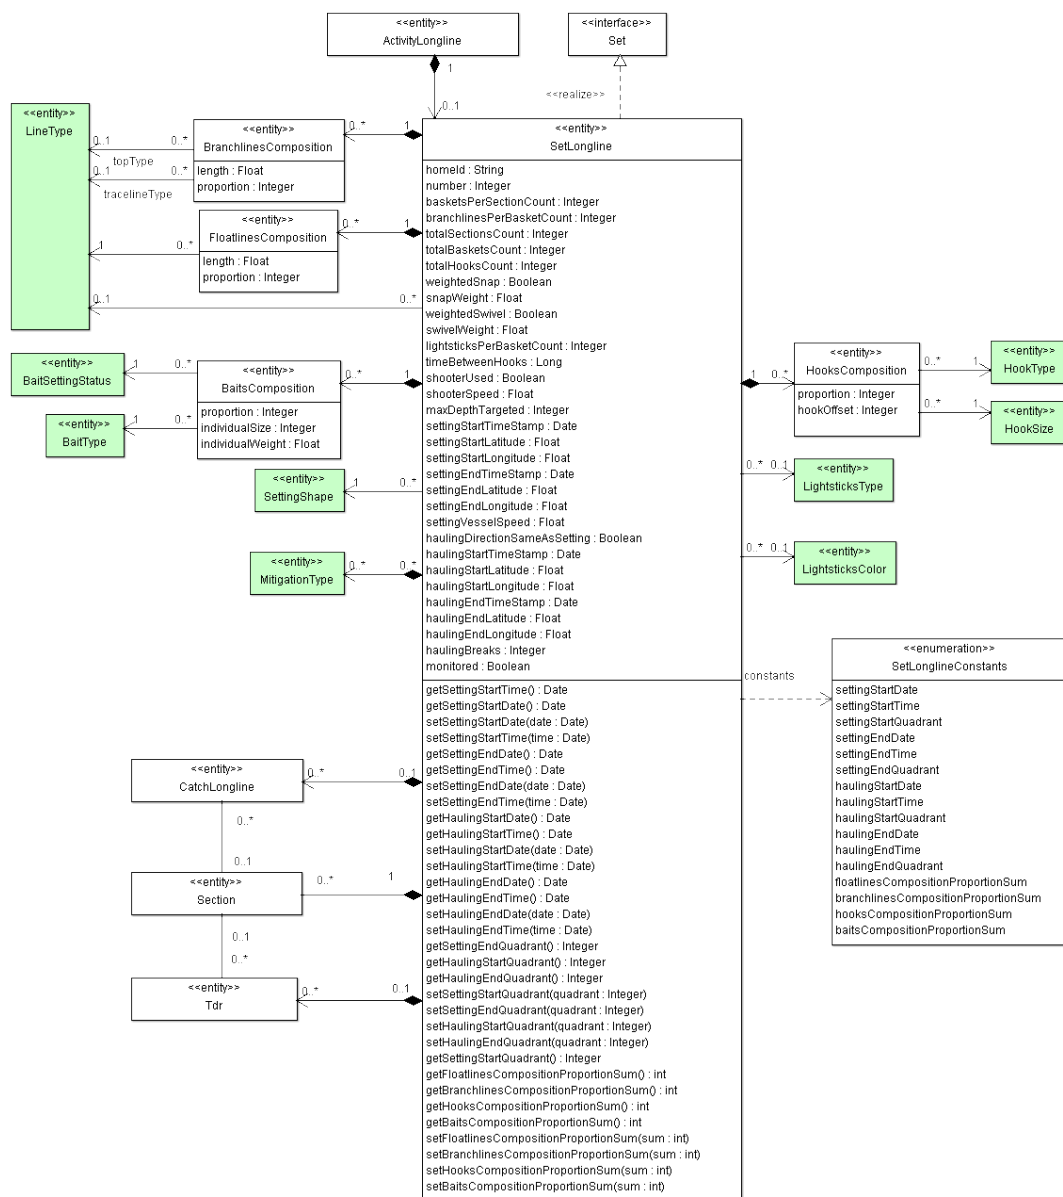 <<entity>>
ActivityLongline
<<interface>>
Set
1
<<realize>>
0..1
<<entity>>
LineType
<<entity>>
BranchlinesComposition
length : Float
proportion : Integer
0..1
0..*
topType
0..1
0..*
tracelineType
0..*
1
<<entity>>
FloatlinesComposition
length : Float
proportion : Integer
1
0..*
0..*
1
0..1
0..*
<<entity>>
BaitSettingStatus
1
0..*
<<entity>>
BaitType
1
0..*
<<entity>>
BaitsComposition
proportion : Integer
individualSize : Integer
individualWeight : Float
0..*
1
<<entity>>
SettingShape
1
0..*
<<entity>>
MitigationType
0..*
0..*
<<entity>>
SetLongline
homeId : String
number : Integer
basketsPerSectionCount : Integer
branchlinesPerBasketCount : Integer
totalSectionsCount : Integer
totalBasketsCount : Integer
totalHooksCount : Integer
weightedSnap : Boolean
snapWeight : Float
weightedSwivel : Boolean
swivelWeight : Float
lightsticksPerBasketCount : Integer
timeBetweenHooks : Long
shooterUsed : Boolean
shooterSpeed : Float
maxDepthTargeted : Integer
settingStartTimeStamp : Date
settingStartLatitude : Float
settingStartLongitude : Float
settingEndTimeStamp : Date
settingEndLatitude : Float
settingEndLongitude : Float
settingVesselSpeed : Float
haulingDirectionSameAsSetting : Boolean
haulingStartTimeStamp : Date
haulingStartLatitude : Float
haulingStartLongitude : Float
haulingEndTimeStamp : Date
haulingEndLatitude : Float
haulingEndLongitude : Float
haulingBreaks : Integer
monitored : Boolean
getSettingStartTime() : Date
getSettingStartDate() : Date
setSettingStartDate(date : Date)
setSettingStartTime(time : Date)
getSettingEndDate() : Date
getSettingEndTime() : Date
setSettingEndDate(date : Date)
setSettingEndTime(time : Date)
getHaulingStartDate() : Date
getHaulingStartTime() : Date
setHaulingStartDate(date : Date)
setHaulingStartTime(time : Date)
getHaulingEndDate() : Date
getHaulingEndTime() : Date
setHaulingEndDate(date : Date)
setHaulingEndTime(time : Date)
getSettingEndQuadrant() : Integer
getHaulingStartQuadrant() : Integer
getHaulingEndQuadrant() : Integer
setSettingStartQuadrant(quadrant : Integer)
setSettingEndQuadrant(quadrant : Integer)
setHaulingStartQuadrant(quadrant : Integer)
setHaulingEndQuadrant(quadrant : Integer)
getSettingStartQuadrant() : Integer
getFloatlinesCompositionProportionSum() : int
getBranchlinesCompositionProportionSum() : int
getHooksCompositionProportionSum() : int
getBaitsCompositionProportionSum() : int
setFloatlinesCompositionProportionSum(sum : int)
setBranchlinesCompositionProportionSum(sum : int)
setHooksCompositionProportionSum(sum : int)
setBaitsCompositionProportionSum(sum : int)
1
0..*
<<entity>>
HooksComposition
proportion : Integer
hookOffset : Integer
0..*
1
<<entity>>
HookType
0..*
1
<<entity>>
HookSize
0..*
0..1
<<entity>>
LightsticksType
0..*
0..1
<<entity>>
LightsticksColor
constants
<<enumeration>>
SetLonglineConstants
settingStartDate
settingStartTime
settingStartQuadrant
settingEndDate
settingEndTime
settingEndQuadrant
haulingStartDate
haulingStartTime
haulingStartQuadrant
haulingEndDate
haulingEndTime
haulingEndQuadrant
floatlinesCompositionProportionSum
branchlinesCompositionProportionSum
hooksCompositionProportionSum
baitsCompositionProportionSum
<<entity>>
CatchLongline
0..*
0..1
0..*
0..1
<<entity>>
Section
0..*
1
0..1
0..*
<<entity>>
Tdr
0..*
0..1